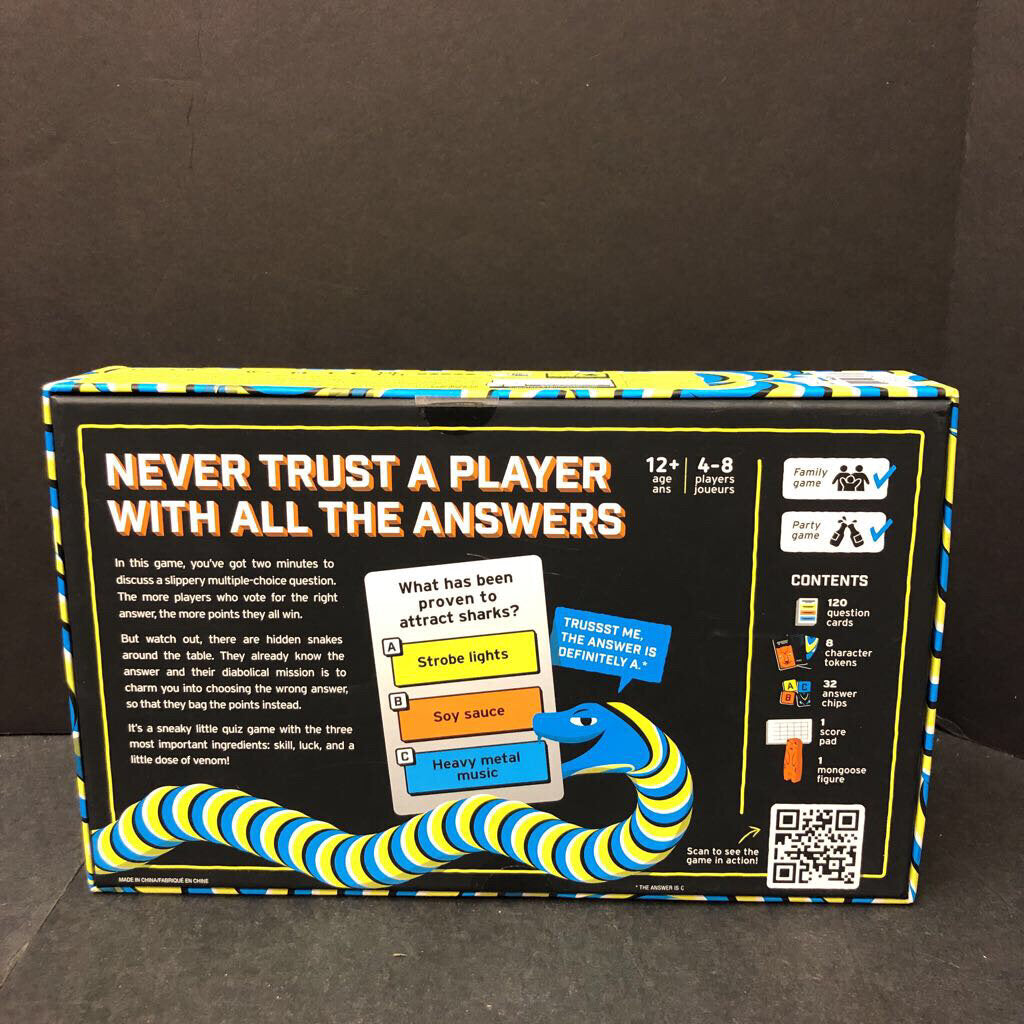 NEVER TRUST A PLAYER
WITH ALL THE ANSWERS
12+
age
ans
4-8
players
joueurs
Family
game
Party
game
In this game, you've got two minutes to
discuss a slippery multiple-choice question.
The more players who vote for the right
answer, the more points they all win.
But watch out, there are hidden snakes
around the table. They already know the
answer and their diabolical mission is to
charm you into choosing the wrong answer,
so that they bag the points instead.
It's a sneaky little quiz game with the three
most important ingredients: skill, luck, and a
little dose of venom!
What has been
proven to
attract sharks?
A
Strobe lights
B
Soy sauce
C
Heavy metal
music
TRUSSST ME,
THE ANSWER IS
DEFINITELY A.*
CONTENTS
120
question
cards
8
character
tokens
A C
B
32
answer
chips
1
score
pad
1
mongoose
figure
Scan to see the
game in action!
MADE IN CHINA/FABRIQUÉ EN CHINE
* THE ANSWER IS C